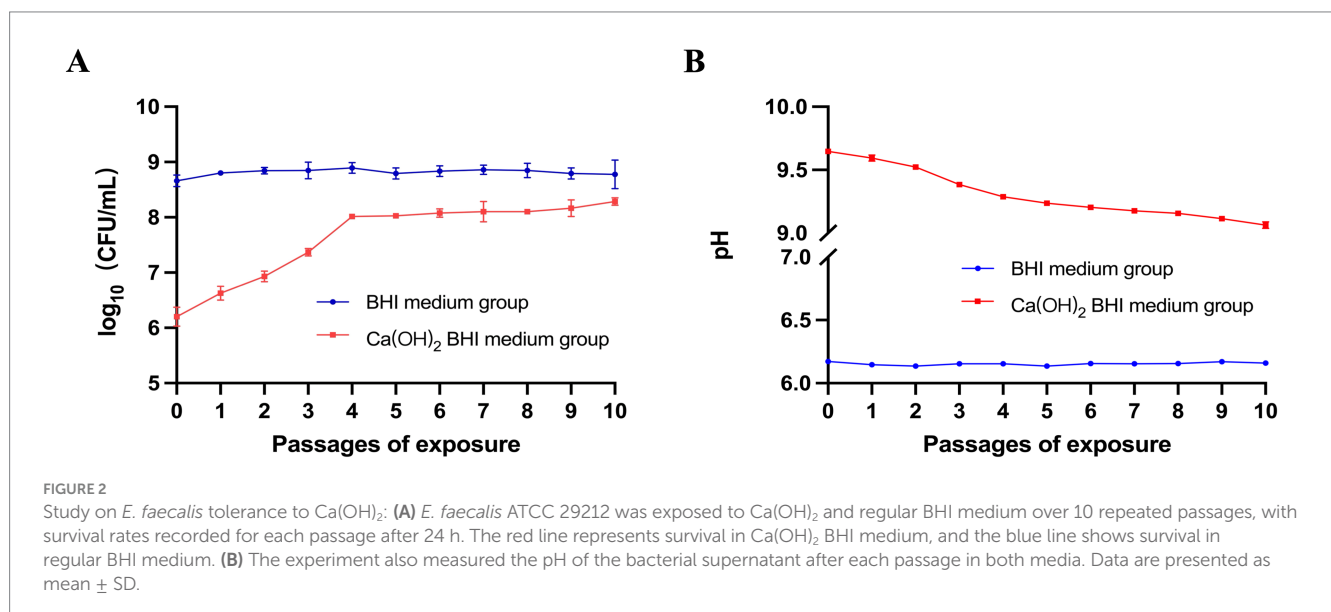 A
10
9
8
7
6
5
log₁₀ (CFU/mL)
BHI medium group
Ca(OH)₂ BHI medium group
0 1 2 3 4 5 6 7 8 9 10
Passages of exposure
B
10.0
9.5
9.0
7.0
6.5
6.0
pH
BHI medium group
Ca(OH)₂ BHI medium group
0 1 2 3 4 5 6 7 8 9 10
Passages of exposure
FIGURE 2
Study on E. faecalis tolerance to Ca(OH)₂: (A) E. faecalis ATCC 29212 was exposed to Ca(OH)₂ and regular BHI medium over 10 repeated passages, with
survival rates recorded for each passage after 24 h. The red line represents survival in Ca(OH)₂ BHI medium, and the blue line shows survival in
regular BHI medium. (B) The experiment also measured the pH of the bacterial supernatant after each passage in both media. Data are presented as
mean ± SD.